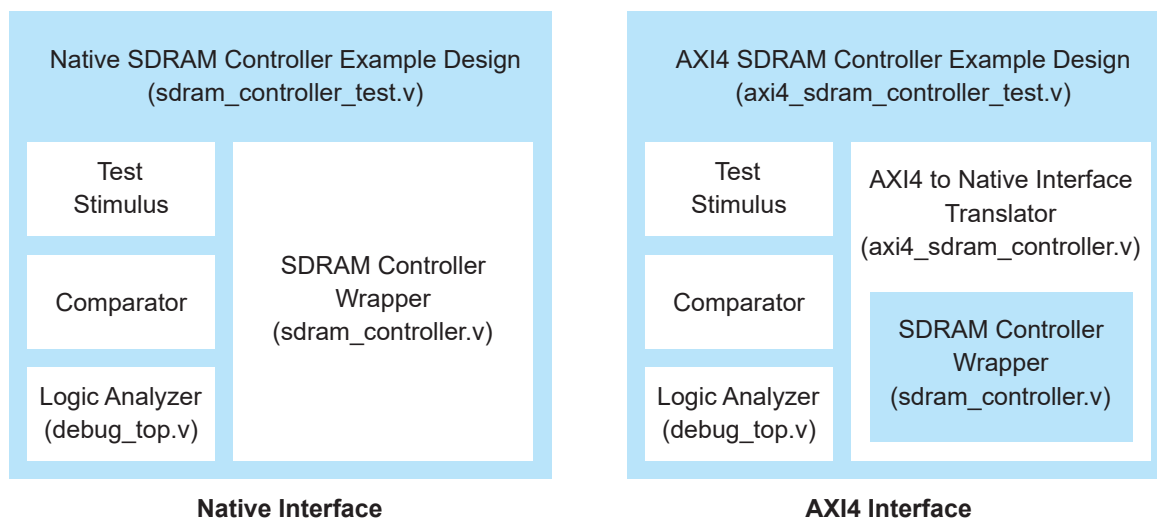 Native SDRAM Controller Example Design
(sdram_controller_test.v)
Test
Stimulus
Comparator
Logic Analyzer
(debug_top.v)
SDRAM Controller
Wrapper
(sdram_controller.v)
Native Interface
AXI4 SDRAM Controller Example Design
(axi4_sdram_controller_test.v)
Test
Stimulus
Comparator
Logic Analyzer
(debug_top.v)
AXI4 to Native Interface
Translator
(axi4_sdram_controller.v)
SDRAM Controller
Wrapper
(sdram_controller.v)
AXI4 Interface